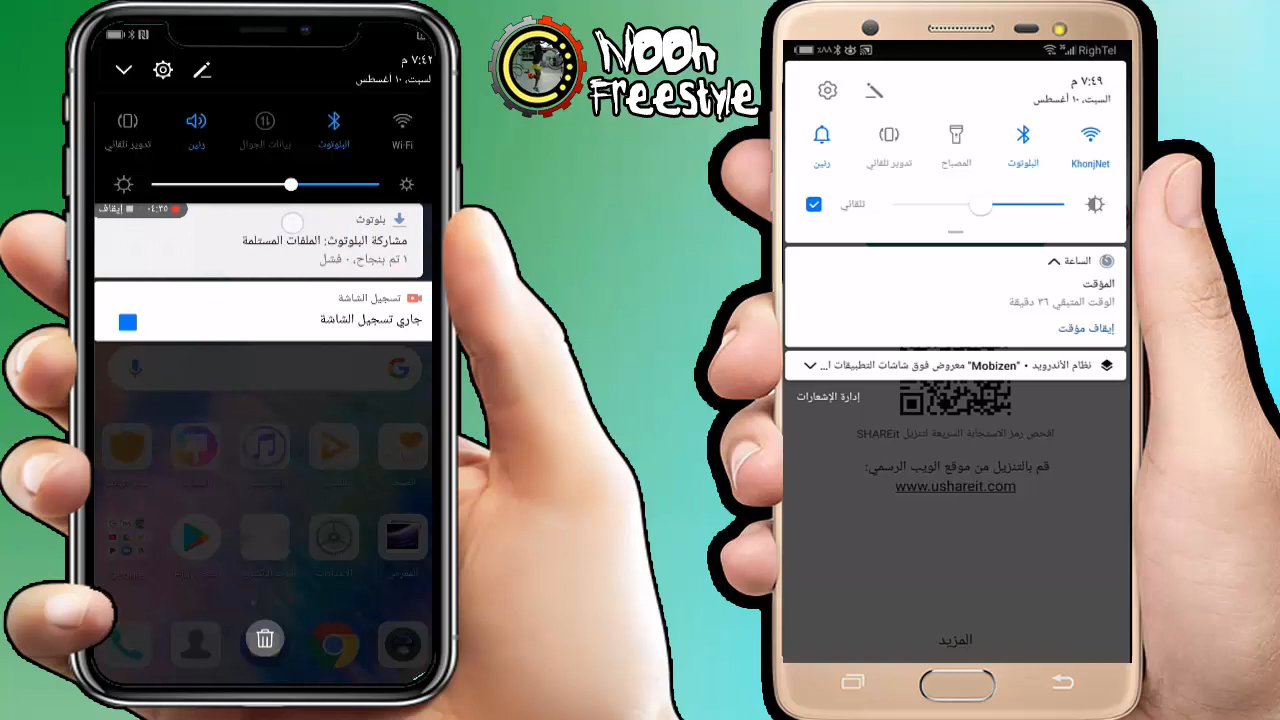 Nooh
Freestyle
٧:٤٢ م
لسبت، ١٠ أغسطس
Wi-Fi
البلوتوث
بيانات الجوال
رنين
تدوير تلقائي
إيقاف
٠٤:٣٥
بلوتوث
مشاركة البلوتوث: الملفات المستلمة
١ تم بنجاح، ٠ فشل
تسجيل الشاشة
جاري تسجيل الشاشة
٪٨٨
RighTel
٧:٤٩ م
السبت، ١٠ أغسطس
KhonjNet
البلوتوث
المصباح
تدوير تلقائي
رنين
تلقائي
الساعة
المؤقت
الوقت المتبقي ٣٦ دقيقة
إيقاف مؤقت
نظام الأندرويد • "Mobizen" معروض فوق شاشات التطبيقات ا...
إدارة الإشعارات
افحص رمز الاستجابة السريعة لتنزيل SHAREit
قم بالتنزيل من موقع الويب الرسمي:
www.ushareit.com
المزيد